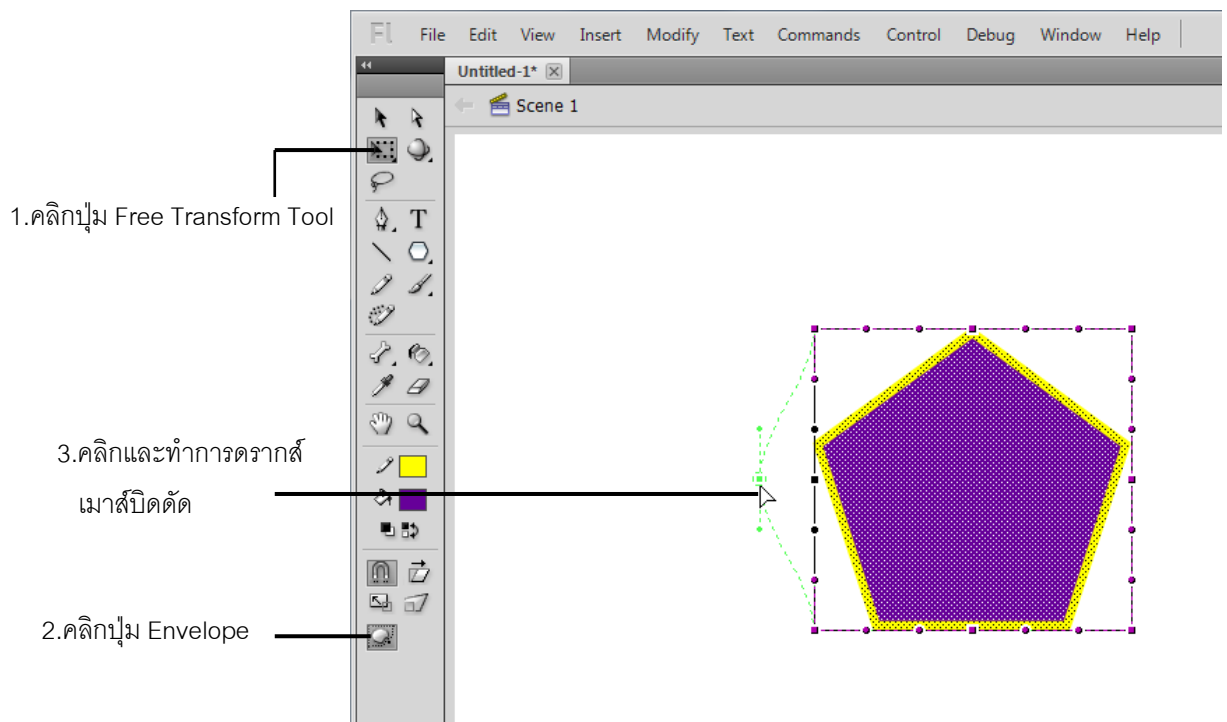 Fl File Edit View Insert Modify Text Commands Control Debug Window Help
Untitled-1*
Scene 1
1.คลิกปุ่ม Free Transform Tool
T
3.คลิกและทำการดรากส์
เมาส์บิดดัด
2.คลิกปุ่ม Envelope